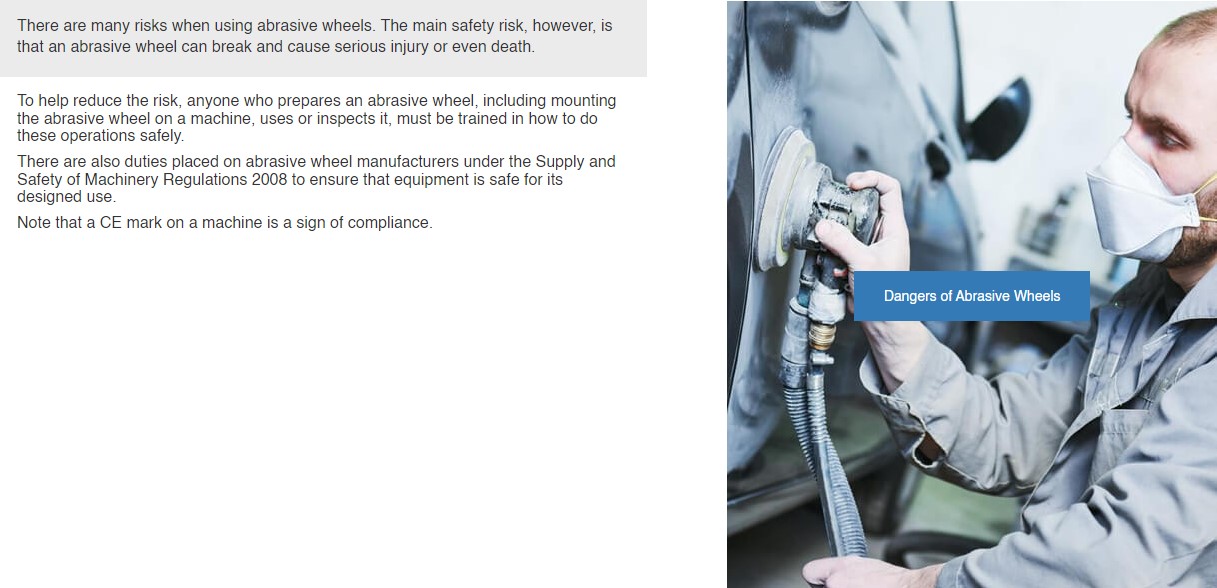 There are many risks when using abrasive wheels. The main safety risk, however, is
that an abrasive wheel can break and cause serious injury or even death.
To help reduce the risk, anyone who prepares an abrasive wheel, including mounting
the abrasive wheel on a machine, uses or inspects it, must be trained in how to do
these operations safely.
There are also duties placed on abrasive wheel manufacturers under the Supply and
Safety of Machinery Regulations 2008 to ensure that equipment is safe for its
designed use.
Note that a CE mark on a machine is a sign of compliance.
Dangers of Abrasive Wheels